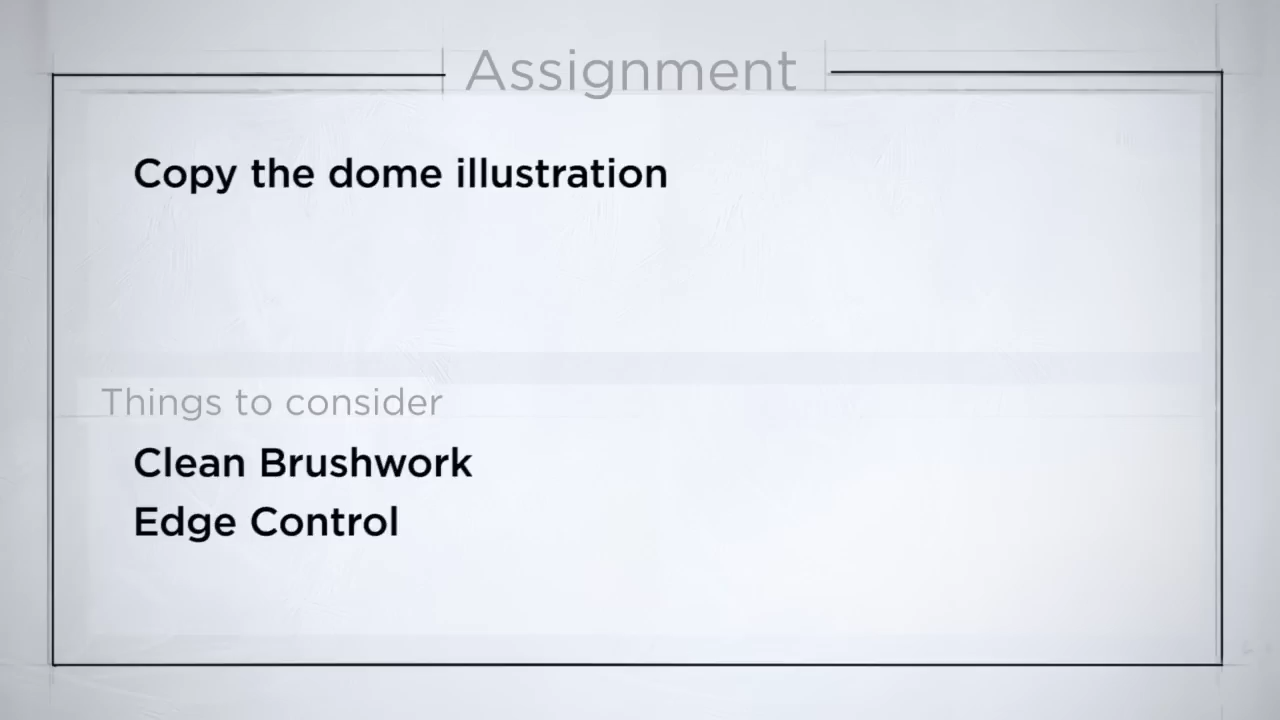 Assignment
Copy the dome illustration
Things to consider
Clean Brushwork
Edge Control